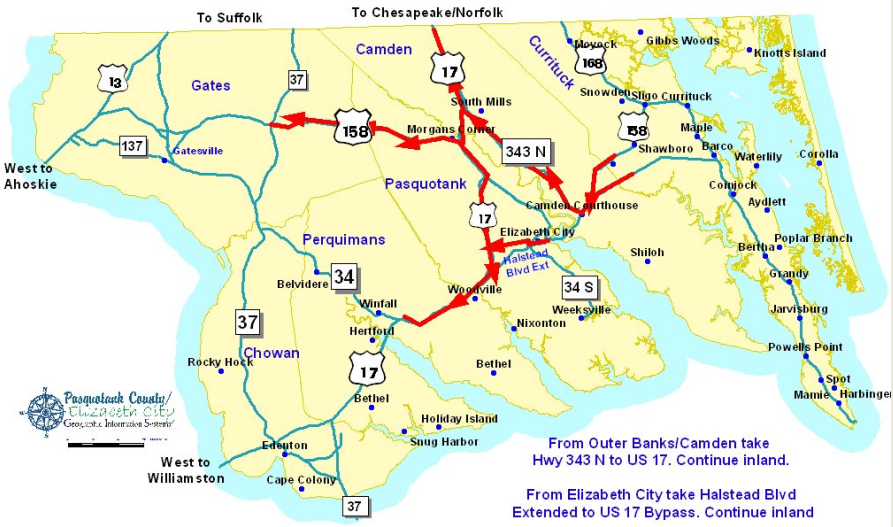 To Suffolk
To Chesapeake/Norfolk
Camden
Currituck
Moyock
Gibbs Woods
Knotts Island
168
13
Gates
37
17
Snowden
Sligo
Currituck
South Mills
158
Morgans Corner
158
Maple
137
Gatesville
343 N
Shawboro
Barco
Waterlily
Corolla
West to
Ahoskie
Pasquotank
Coinjock
Aydlett
Camden Courthouse
17
Elizabeth City
Perquimans
Halstead
Blvd Ext
Shiloh
Poplar Branch
Bertha
Belvidere
34
34 S
Grandy
Woodville
Winfall
Weeksville
Jarvisburg
37
Hertford
Nixonton
Chowan
Powells Point
Rocky Hock
17
Bethel
Spot
Mamie
Harbinger
Pasquotank County/
Elizabeth City
Geographic Information Systems
Bethel
Holiday Island
Snug Harbor
Edenton
West to
Williamston
Cape Colony
37
From Outer Banks/Camden take
Hwy 343 N to US 17. Continue inland.
From Elizabeth City take Halstead Blvd
Extended to US 17 Bypass. Continue inland